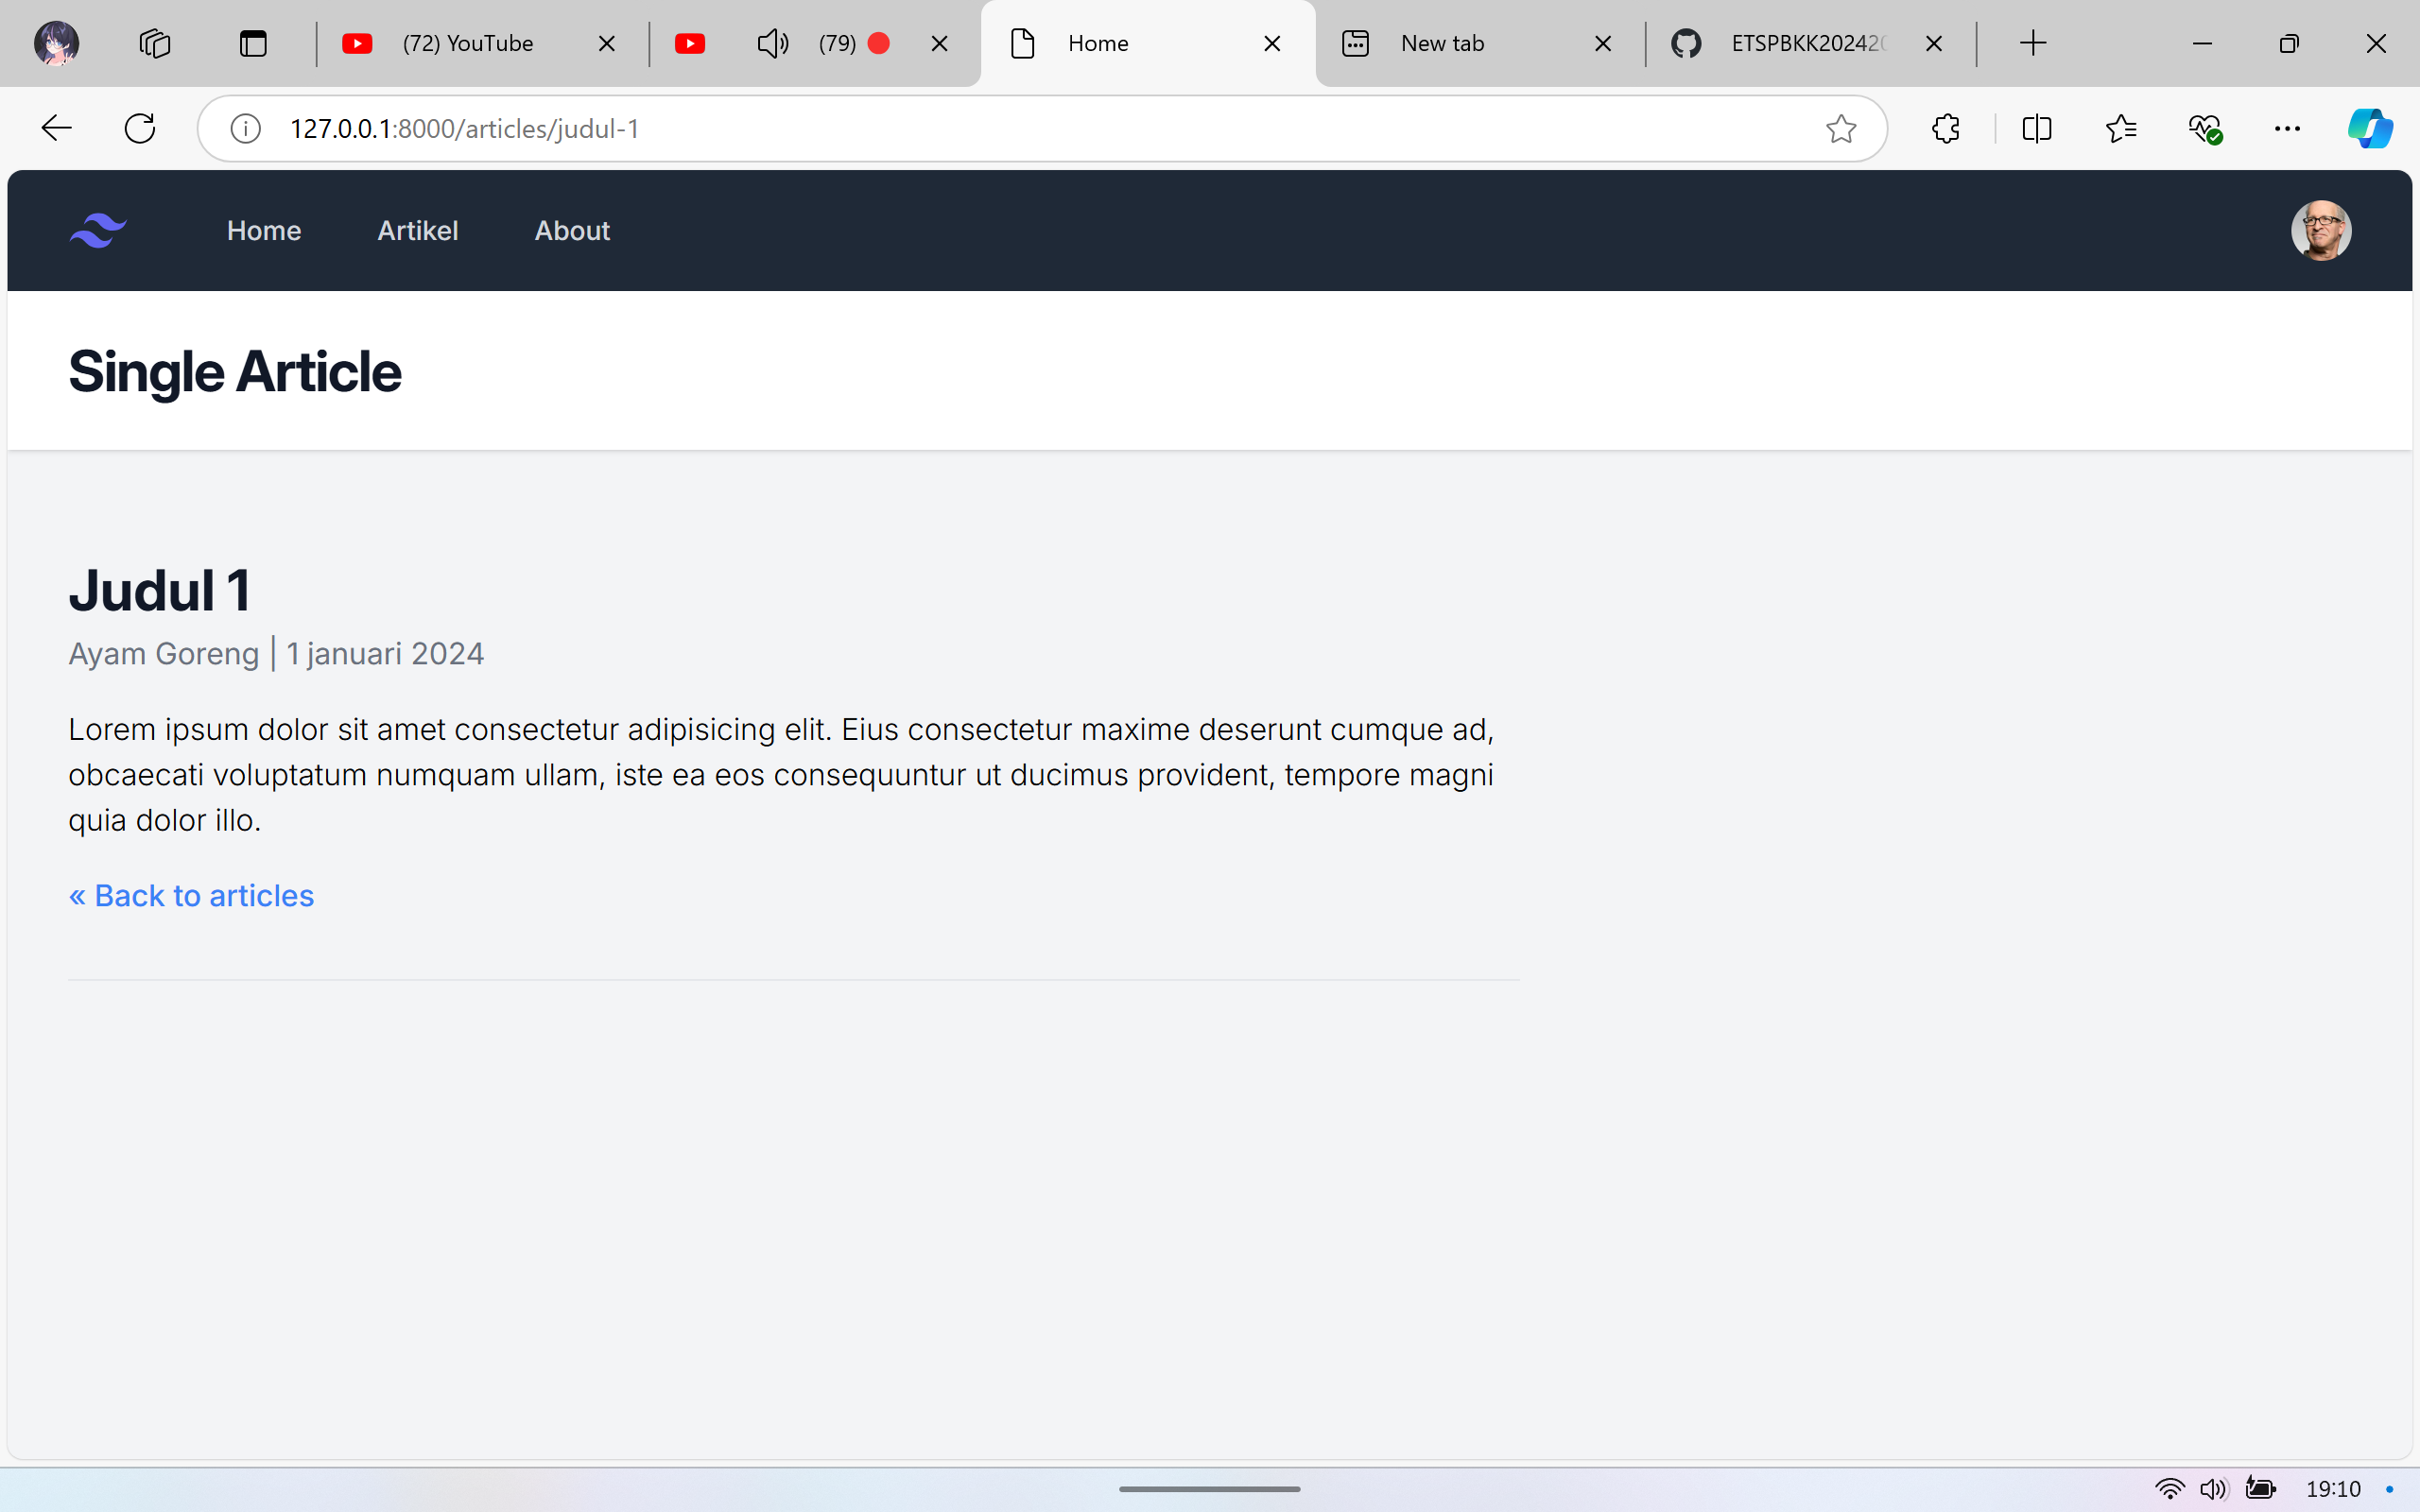 (72) YouTube
(79)
Home
New tab
ETSPBKK20242
127.0.0.1:8000/articles/judul-1
Home
Artikel
About
Single Article
Judul 1
Ayam Goreng | 1 januari 2024
Lorem ipsum dolor sit amet consectetur adipisicing elit. Eius consectetur maxime deserunt cumque ad,
obcaecati voluptatum numquam ullam, iste ea eos consequuntur ut ducimus provident, tempore magni
quia dolor illo.
« Back to articles
19:10